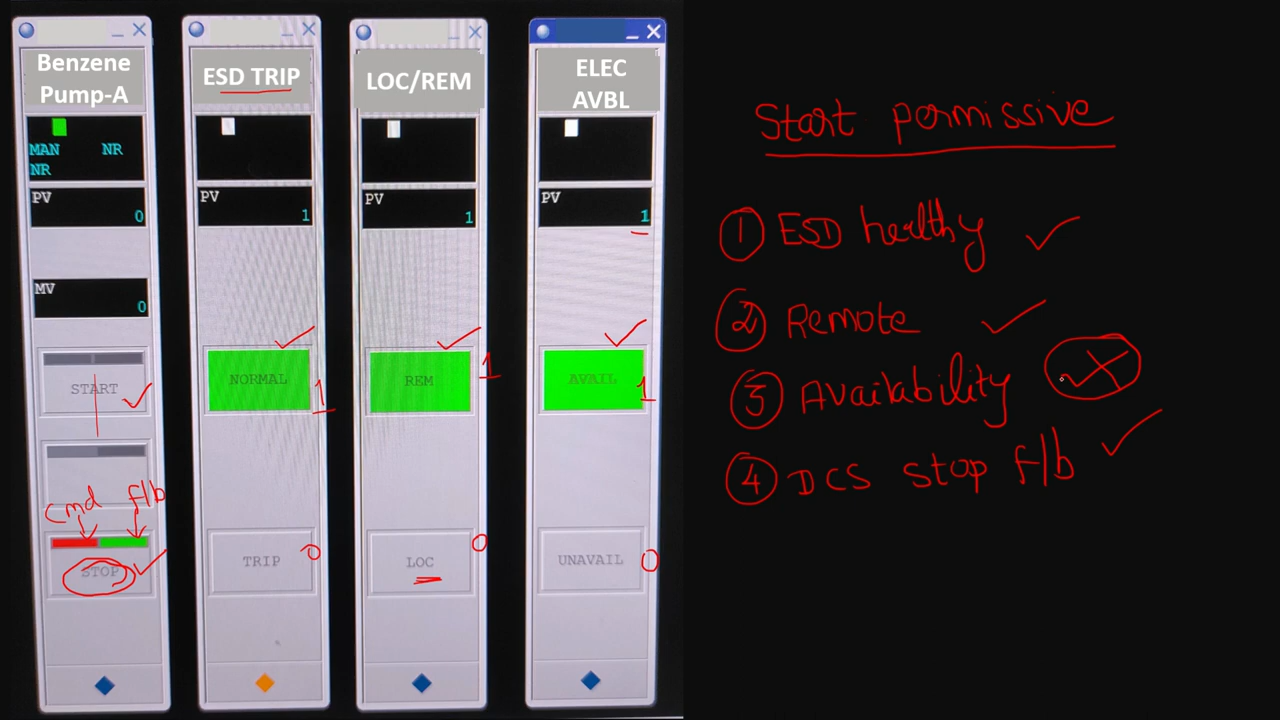 Benzene
Pump-A
MAN NR
NR
PV
0
MV
0
START
cmd f/b
STOP
ESD TRIP
PV
1
NORMAL
1
TRIP
0
LOC/REM
PV
1
REM
1
LOC
0
ELEC
AVBL
PV
1
AVAIL
1
UNAVAIL
0
Start permissive
① ESD healthy
② Remote
③ Availability
④ DCS stop f/b